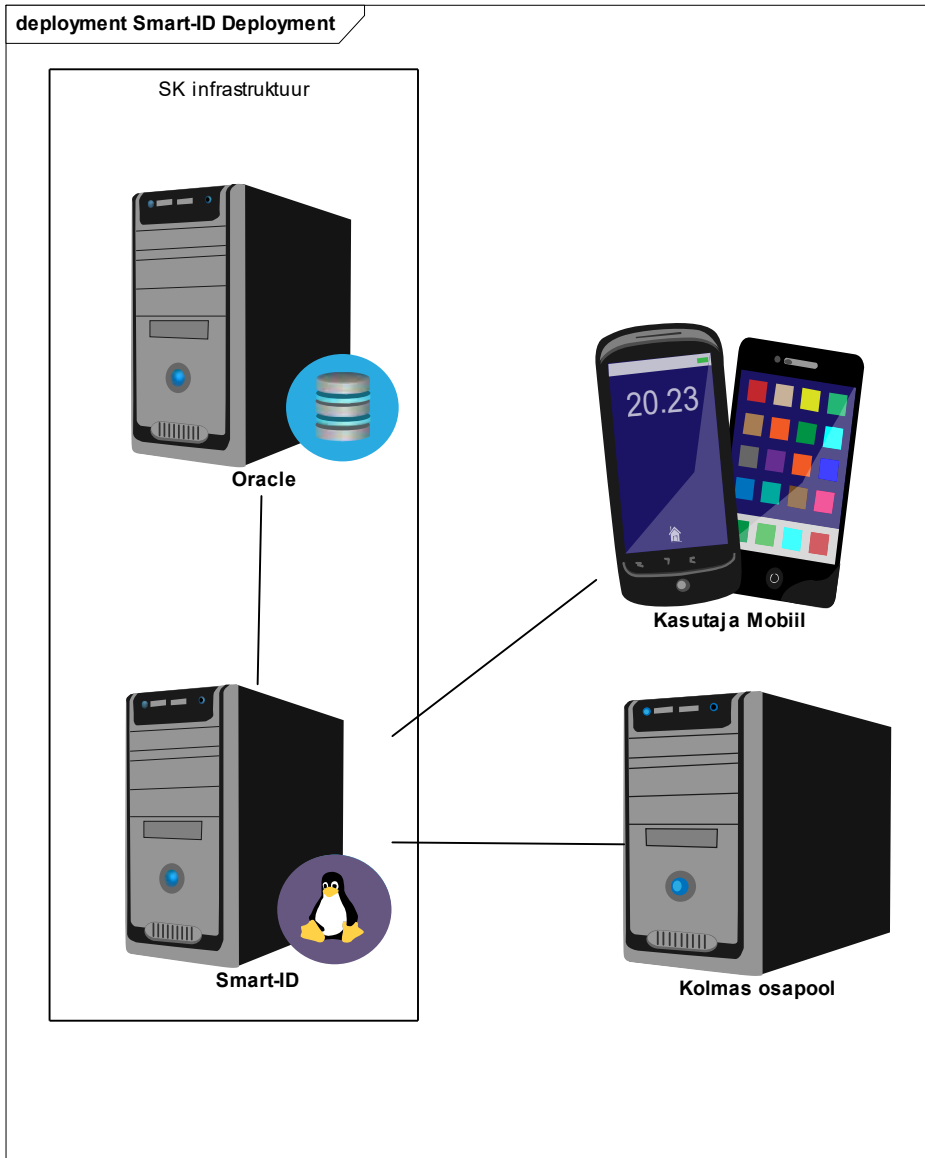 deployment Smart-ID Deployment
SK infrastruktuur
Oracle
20.23
Kasutaja Mobiil
Smart-ID
Kolmas osapool